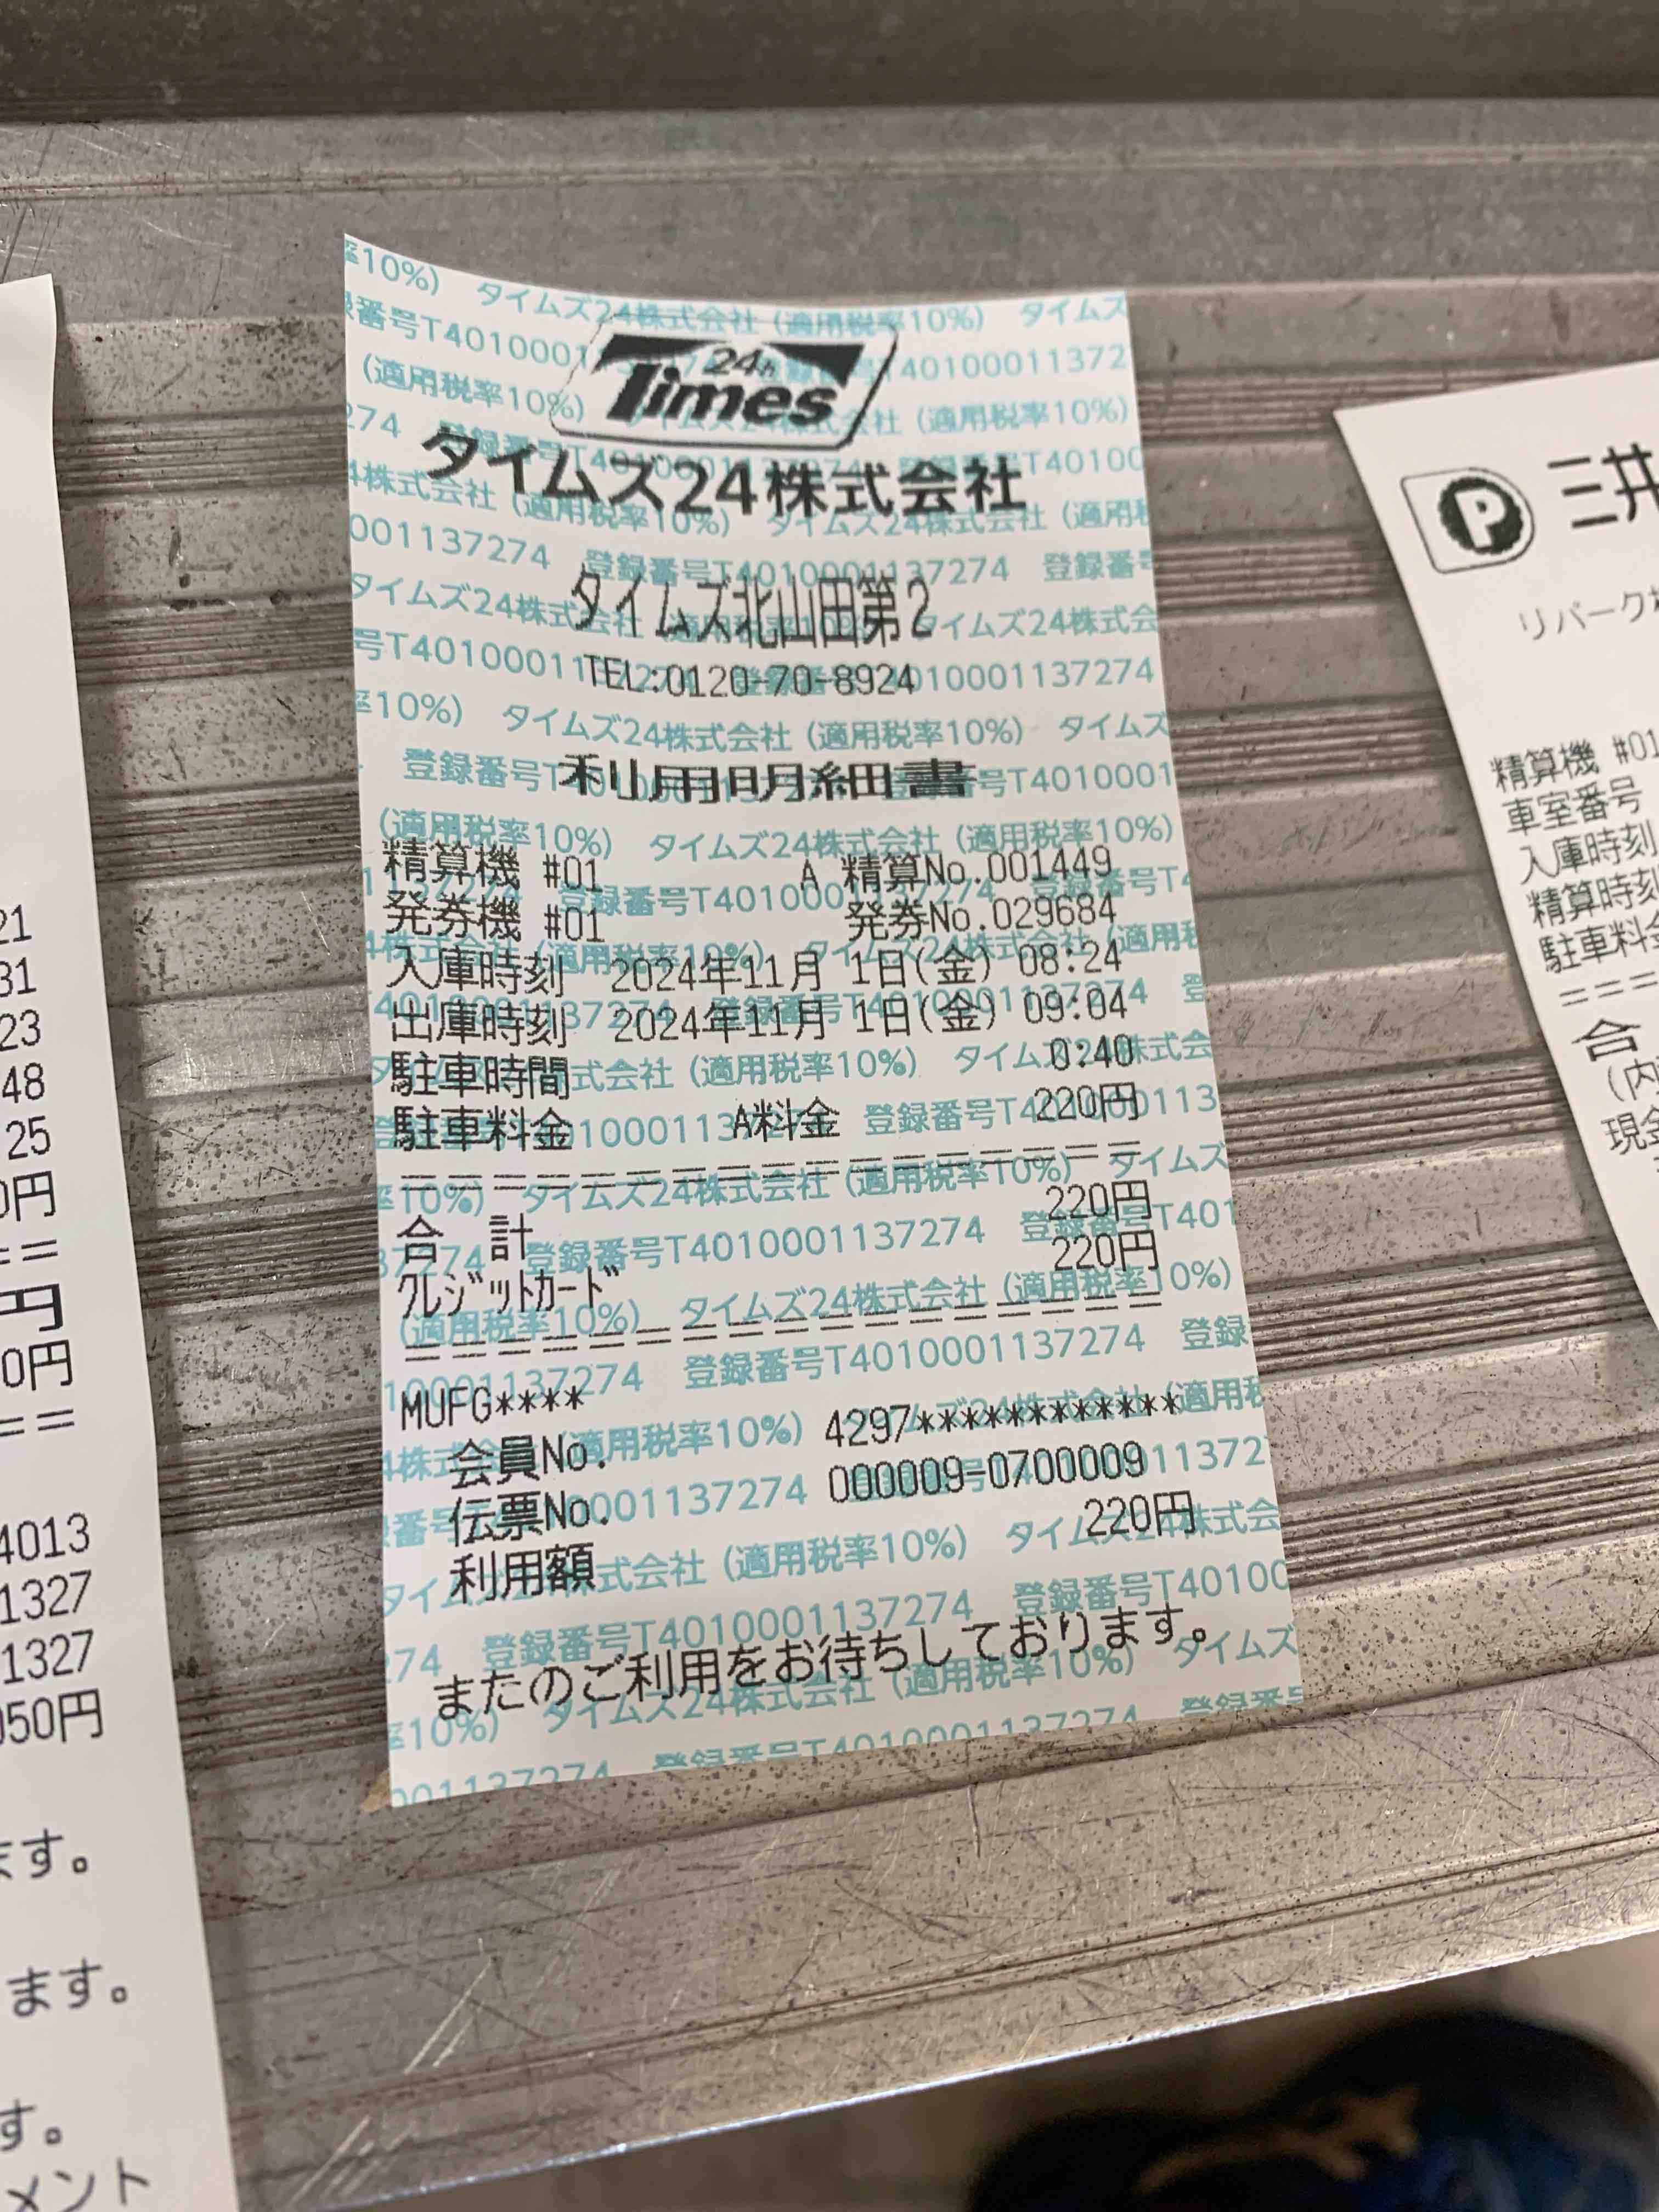 24h
Times
タイムズ24株式会社
タイムズ北山田第2
TEL:0120-70-8924
利用明細書
精算機 #01 A 精算No.001449
発券機 #01 発券No.029684
入庫時刻 2024年11月 1日(金) 08:24
出庫時刻 2024年11月 1日(金) 09:04
駐車時間 0:40
駐車料金 A料金 220円
合 計 220円
クレジットカード 220円
MUFG****
会員No. 4297************
伝票No. 000009-0700009
利用額 220円
またのご利用をお待ちしております。
タイムズ24株式会社 (適用税率10%)
登録番号T4010001137274
21
31
23
48
25
0円
==
円
0円
==
4013
1327
1327
050円
ます。
ます。
す。
メント
P 三井
リパーク
精算機 #01
車室番号
入庫時刻
精算時刻
駐車料金
===
合
(内
現金